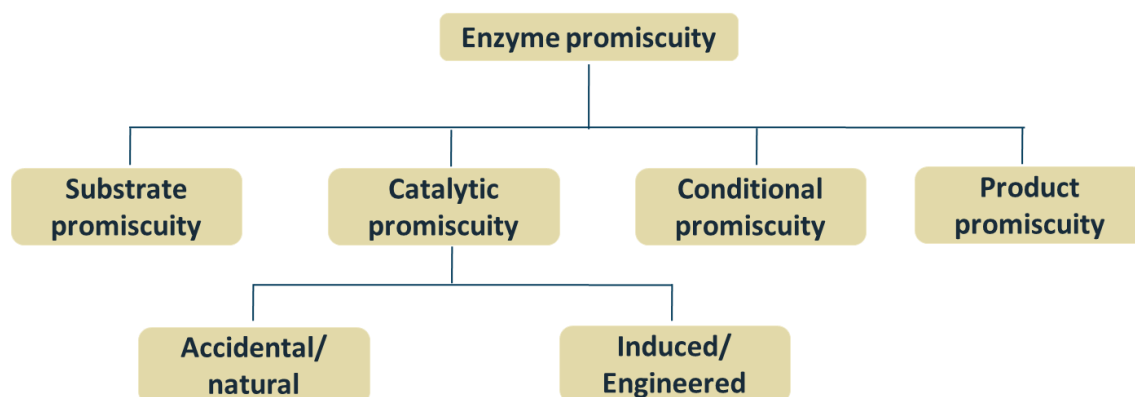 Enzyme promiscuity
Substrate
promiscuity
Catalytic
promiscuity
Conditional
promiscuity
Product
promiscuity
Accidental/
natural
Induced/
Engineered